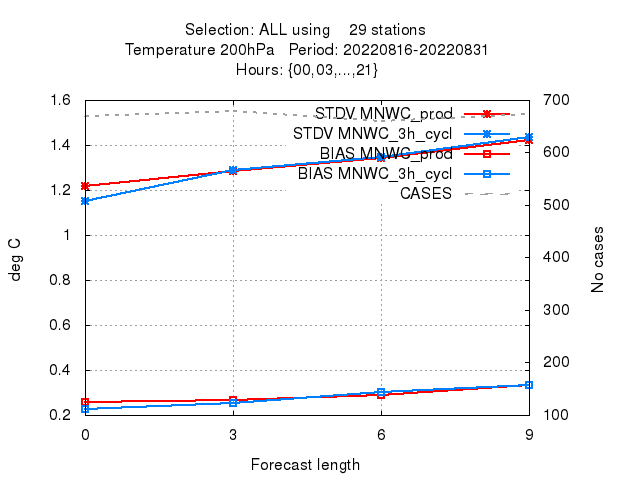 Selection: ALL using 29 stations
Temperature 200hPa Period: 20220816-20220831
Hours: {00,03,...,21}
1.6
1.4
1.2
1
0.8
0.6
0.4
0.2
deg C
STDV MNWC_prod
STDV MNWC_3h_cycl
BIAS MNWC_prod
BIAS MNWC_3h_cycl
CASES
700
600
500
400
300
200
100
No cases
0 3 6 9
Forecast length